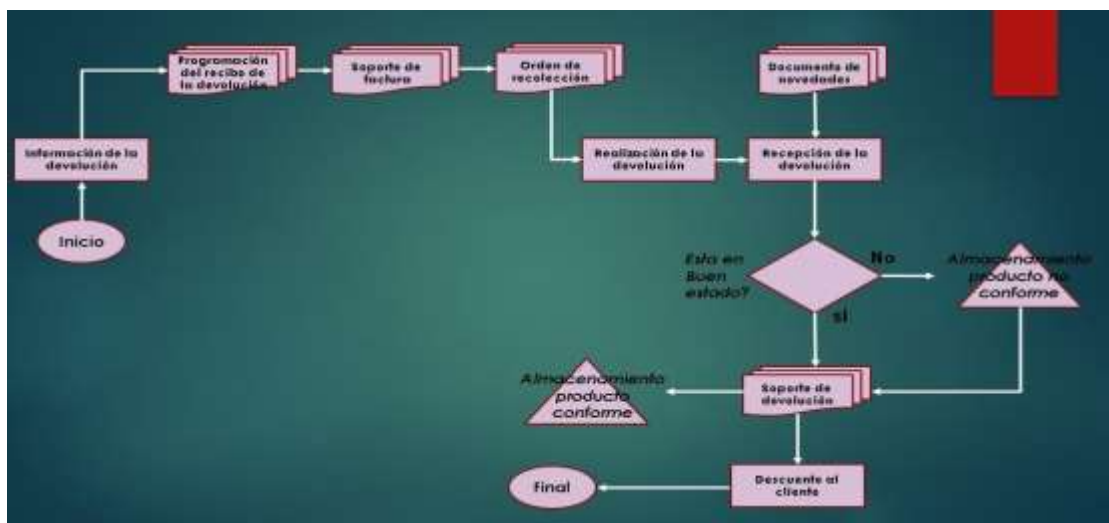 Programación
del recibo de
la devolución
Soporte de
factura
Orden de
recolección
Documento de
novedades
Información de la
devolución
Realización de la
devolución
Recepción de la
devolución
Inicio
Esta en
Buen
estado?
No
Almacendimiento
producto no
conforme
sí
Almacenamiento
producto
conforme
Soporte de
devolución
Final
Descuento al
cliente